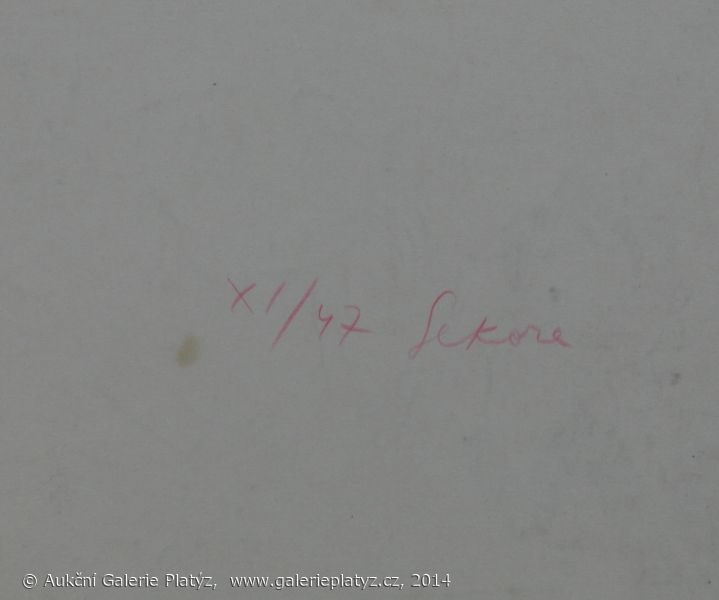 XI/47 Sekora
© Aukční Galerie Platýz, www.galerieplatyz.cz, 2014